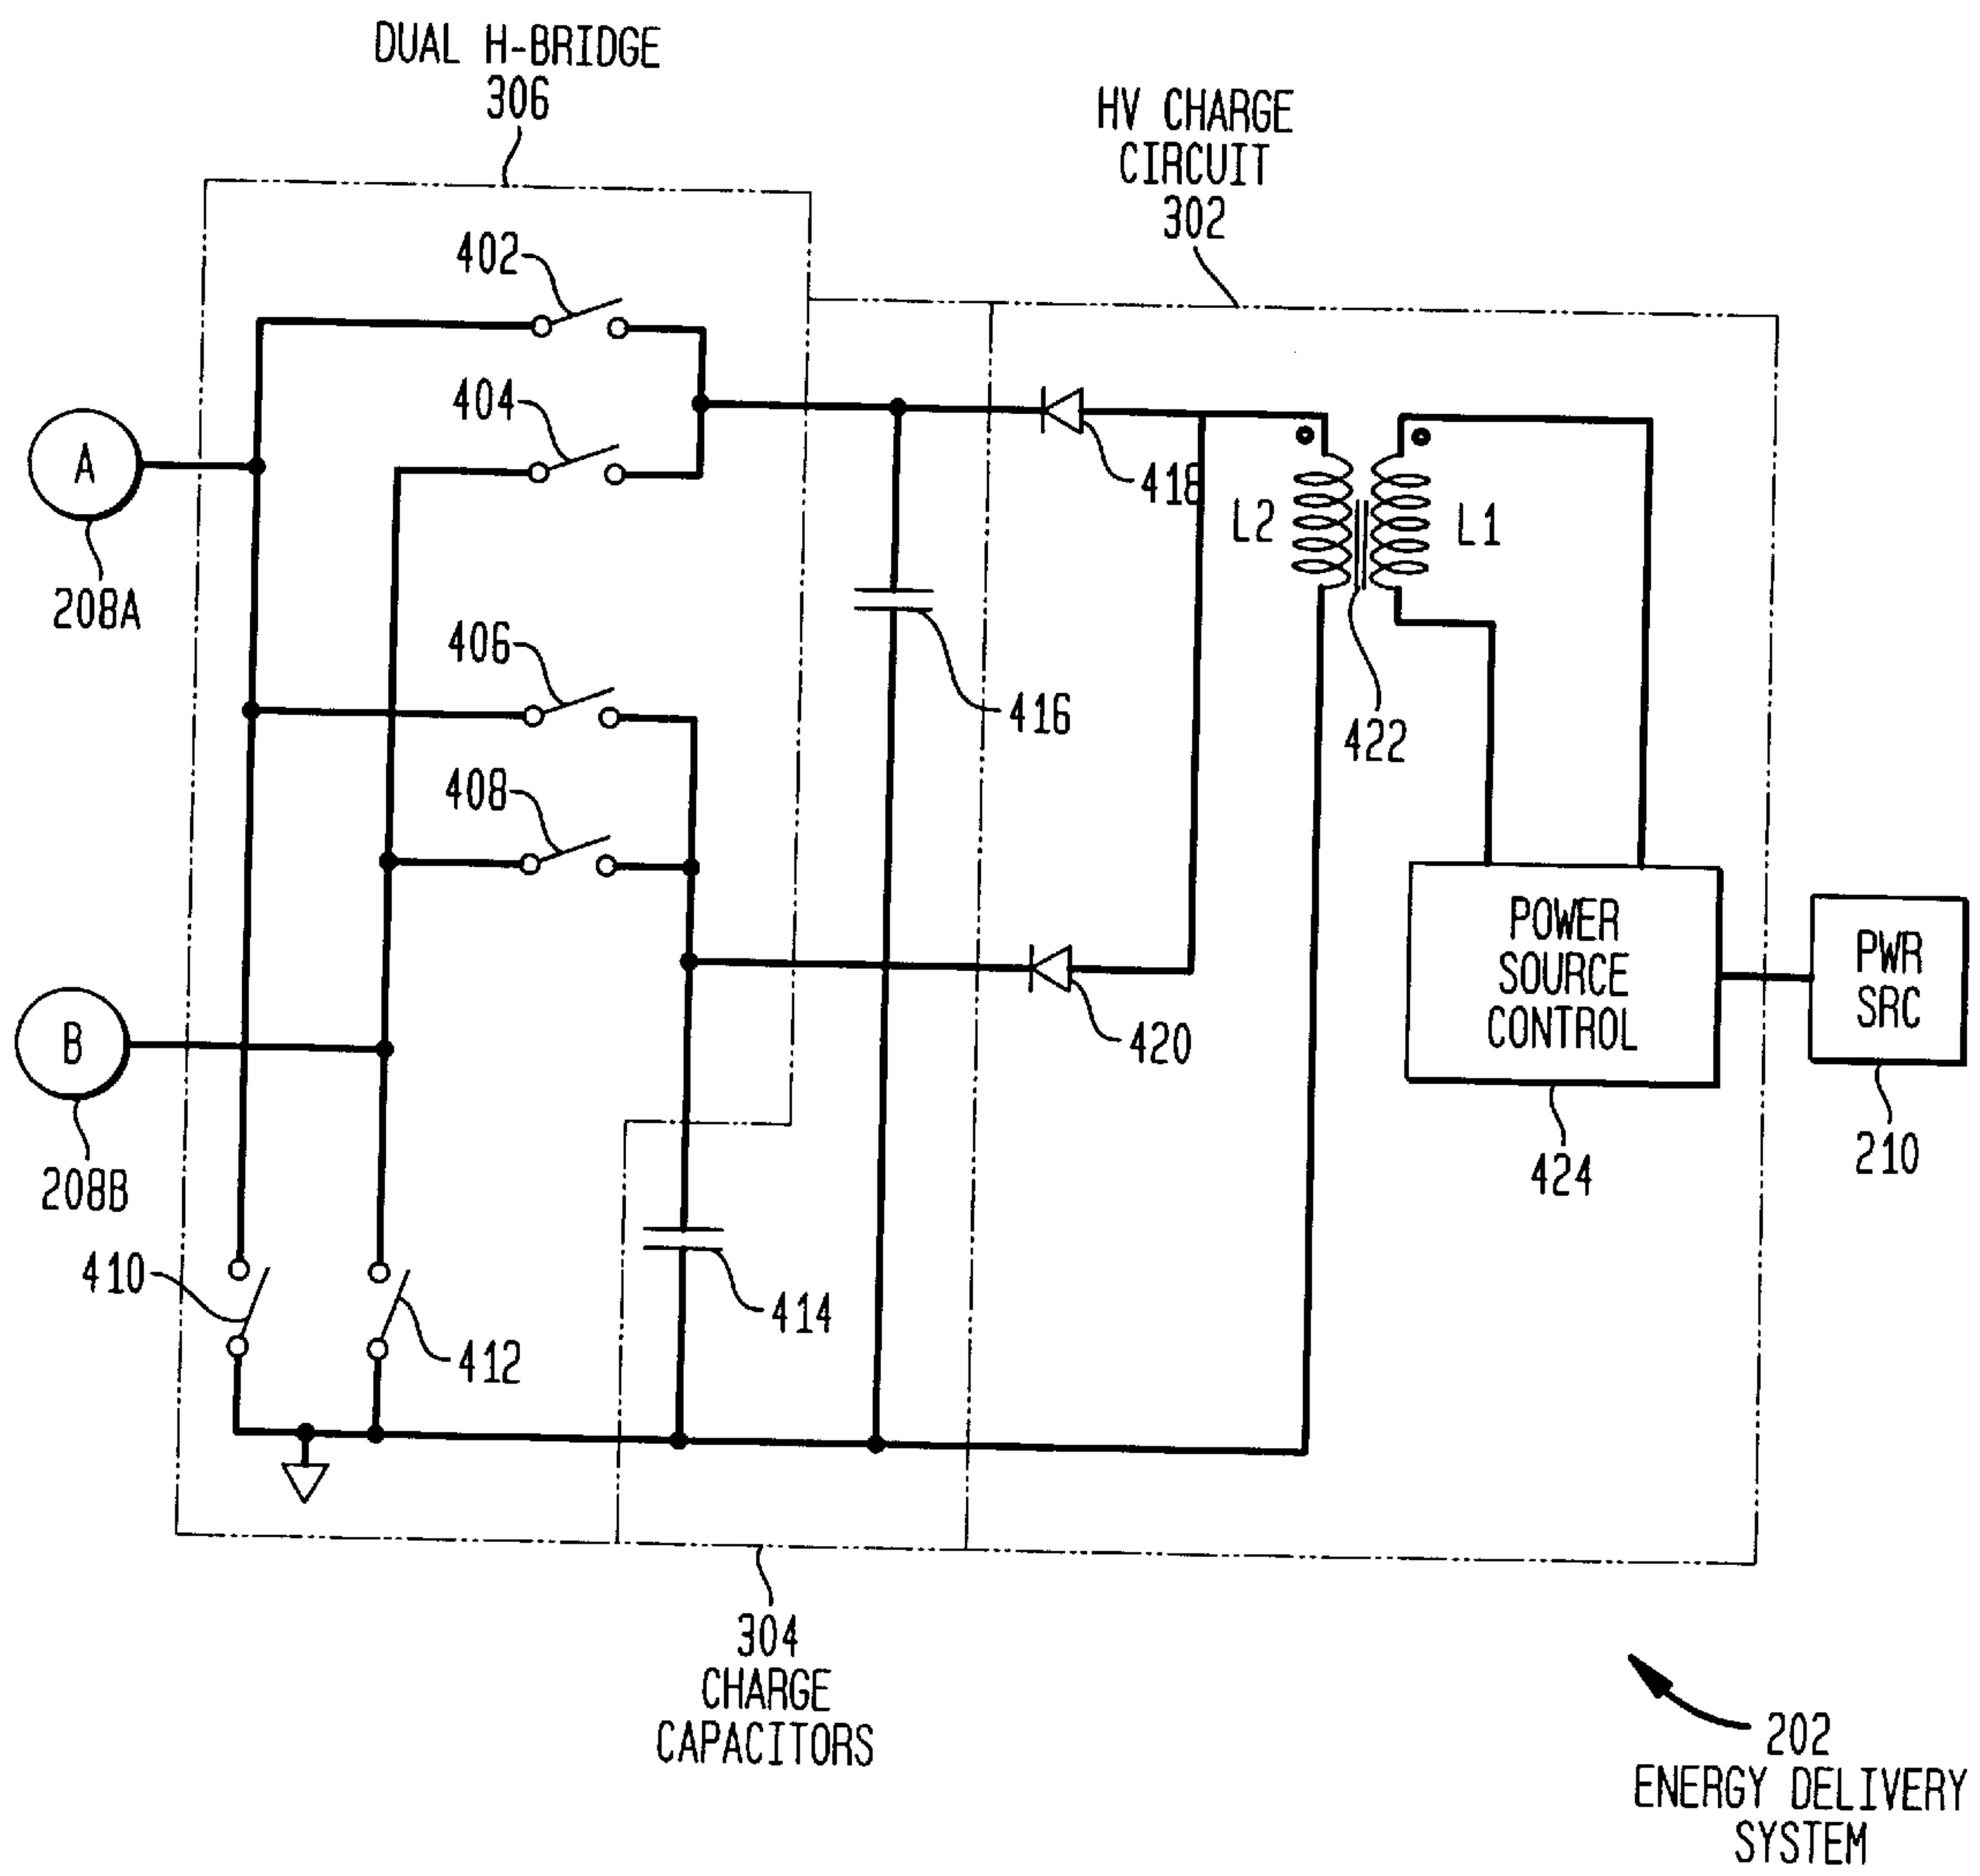 DUAL H-BRIDGE
306
HV CHARGE
CIRCUIT
302
402
404
A
418
L2
L1
208A
406
416
422
408
POWER
SOURCE
CONTROL
PWR
SRC
B
420
424
210
208B
410
414
412
304
CHARGE
CAPACITORS
202
ENERGY DELIVERY
SYSTEM